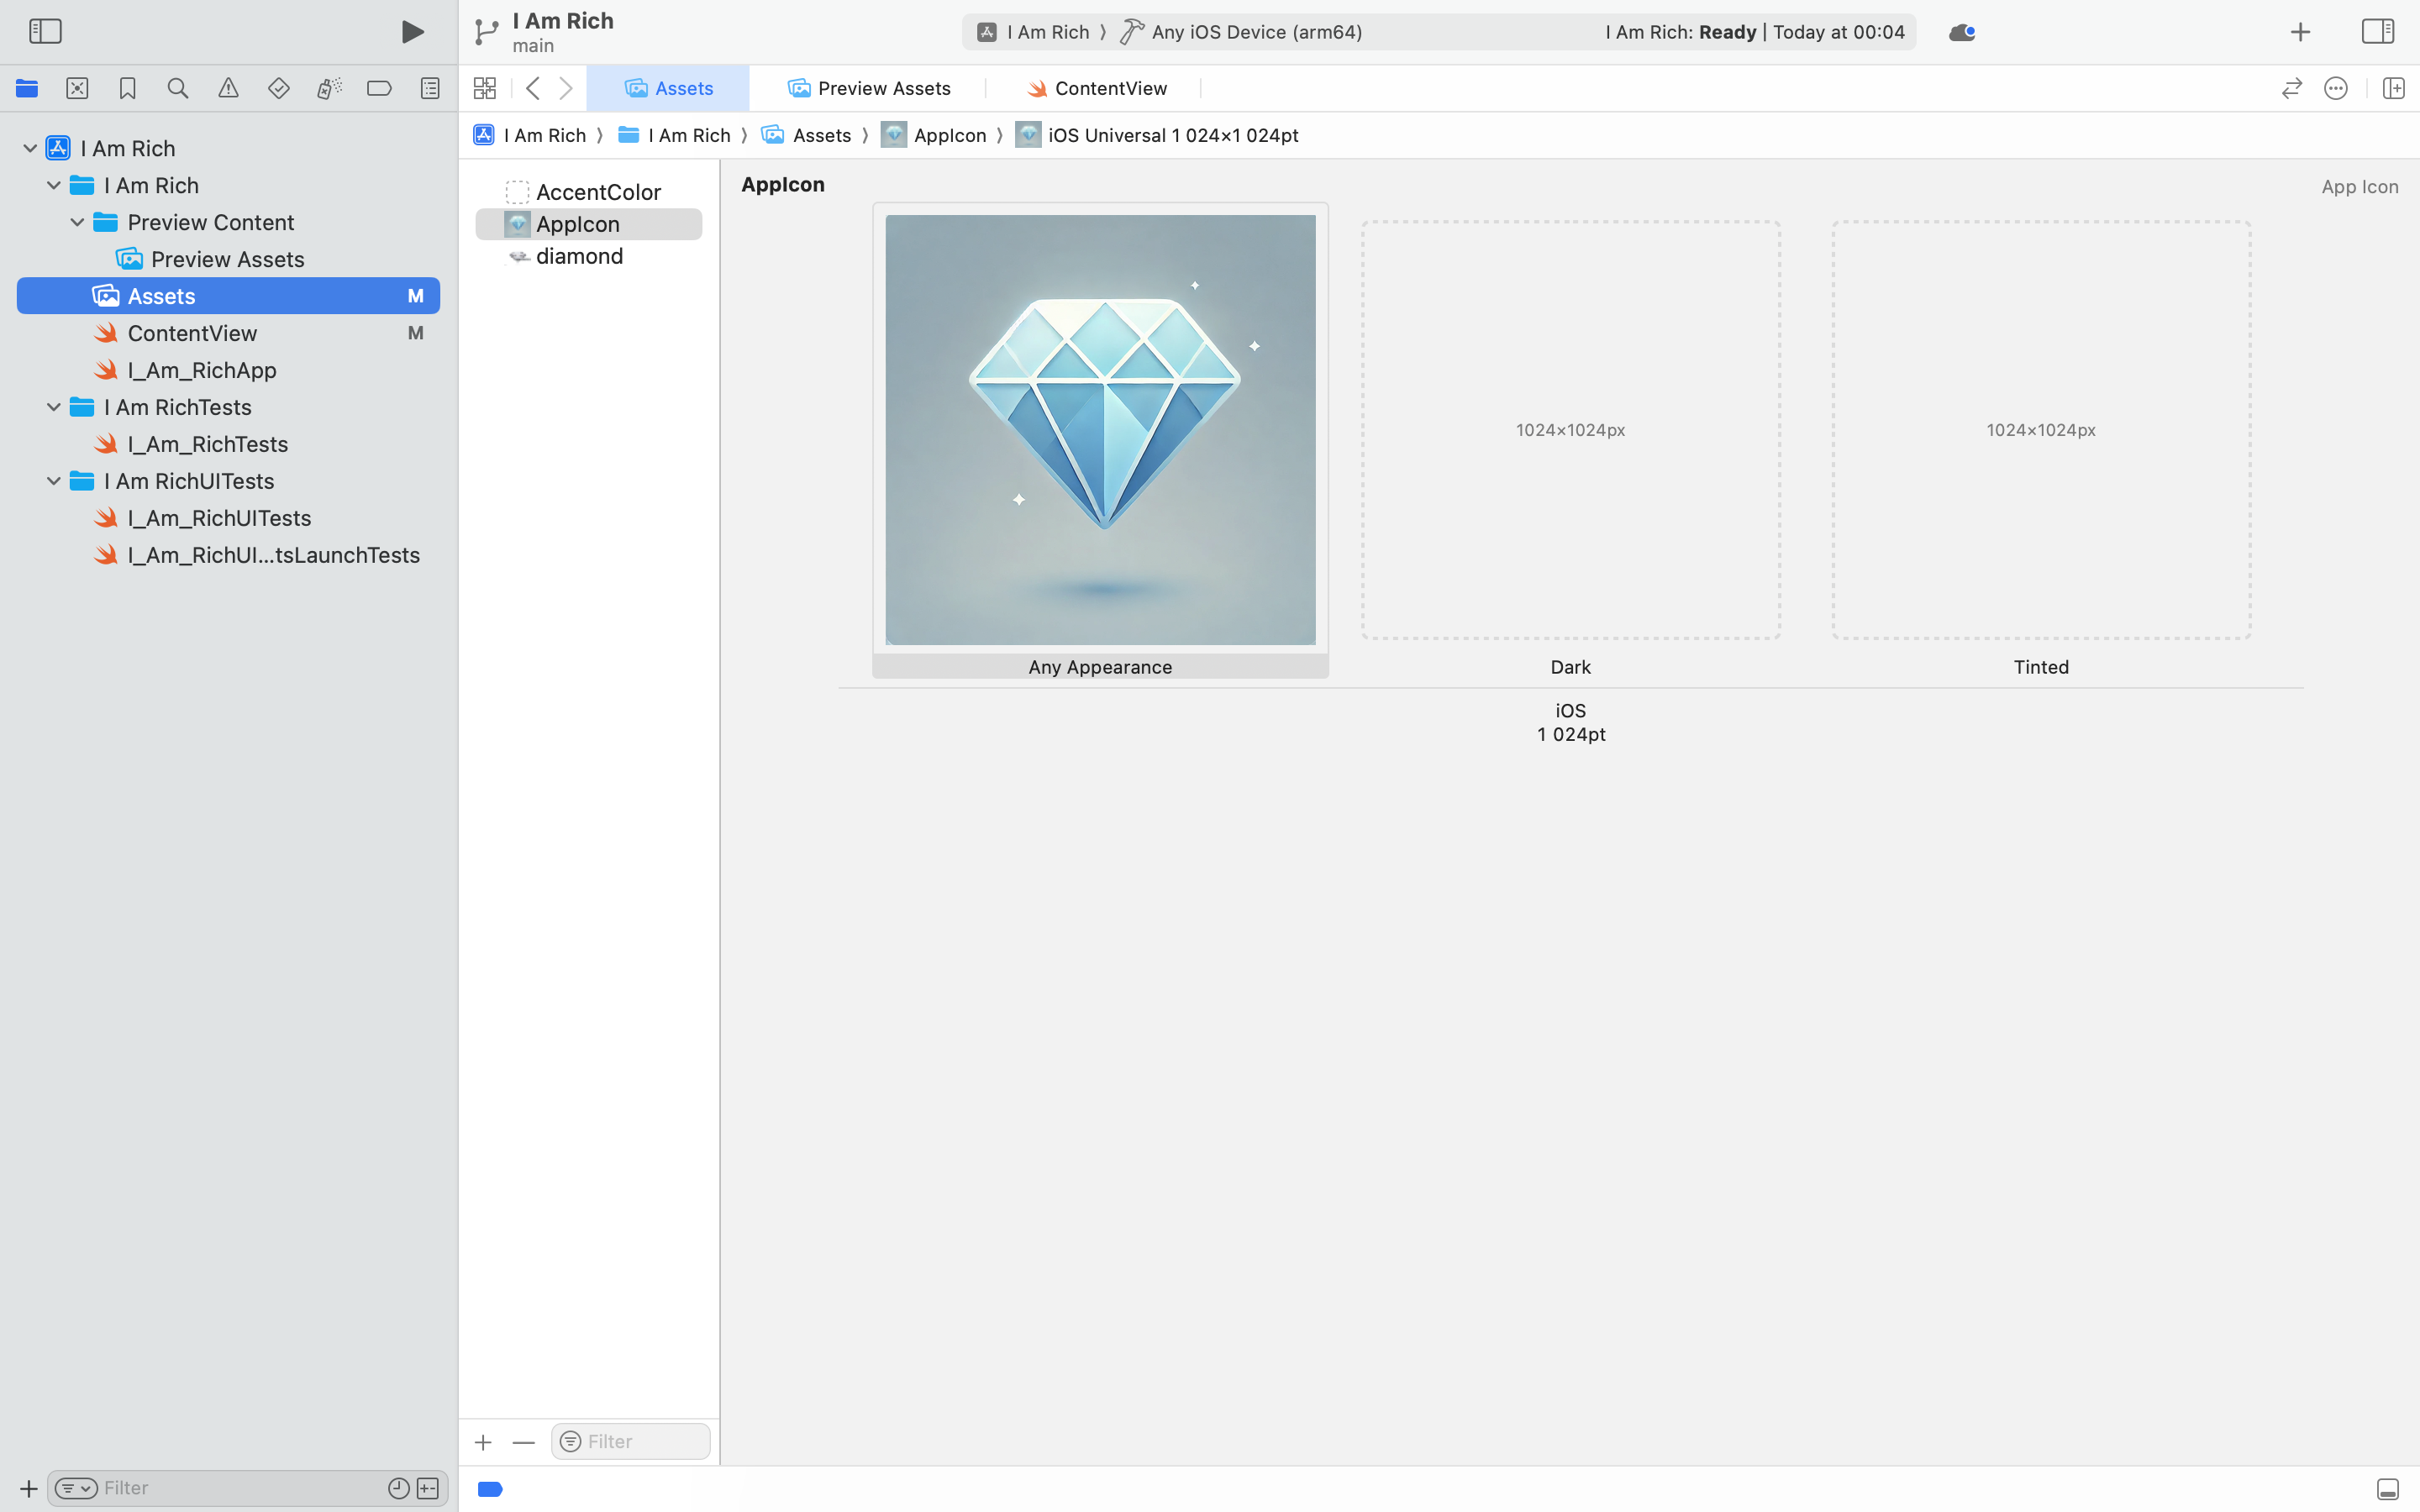 I Am Rich
main
I Am Rich
Any iOS Device (arm64)
I Am Rich: Ready | Today at 00:04
Assets
Preview Assets
ContentView
I Am Rich
I Am Rich
Assets
AppIcon
iOS Universal 1 024×1 024pt
I Am Rich
I Am Rich
Preview Content
Preview Assets
Assets M
ContentView M
I_Am_RichApp
I Am RichTests
I_Am_RichTests
I Am RichUITests
I_Am_RichUITests
I_Am_RichUI...tsLaunchTests
Filter
AccentColor
AppIcon
diamond
Filter
AppIcon
App Icon
1024×1024px
1024×1024px
Any Appearance
Dark
Tinted
iOS
1 024pt